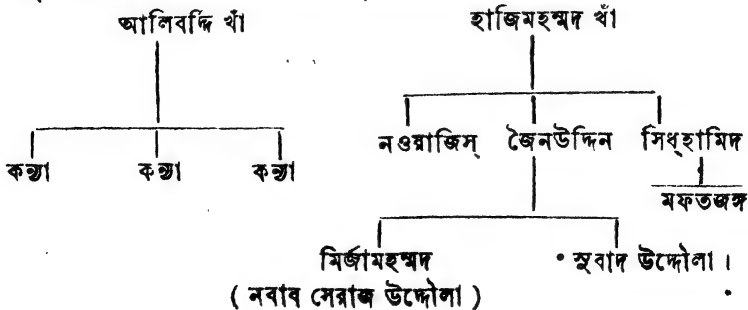 আলিবর্দ্দি খাঁ হাজিমহম্মদ খাঁ
নওয়াজিস্ জৈনউদ্দিন সিধ্‌হামিদ
কন্যা কন্যা কন্যা
মফতজঙ্গ
মির্জামহম্মদ সুবাদ উদ্দৌলা।
( নবাব সেরাজ উদ্দৌলা )